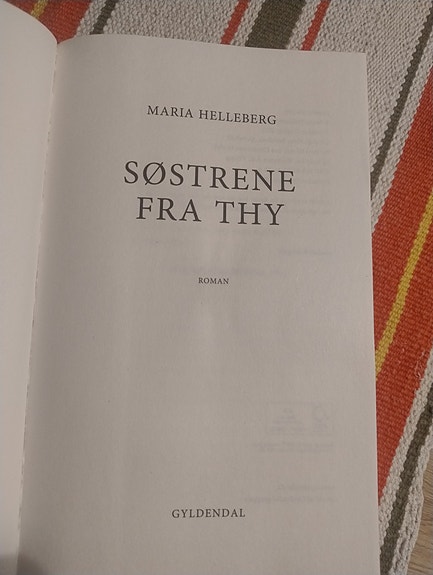 MARIA HELLEBERG
SØSTRENE
FRA THY
ROMAN
GYLDENDAL